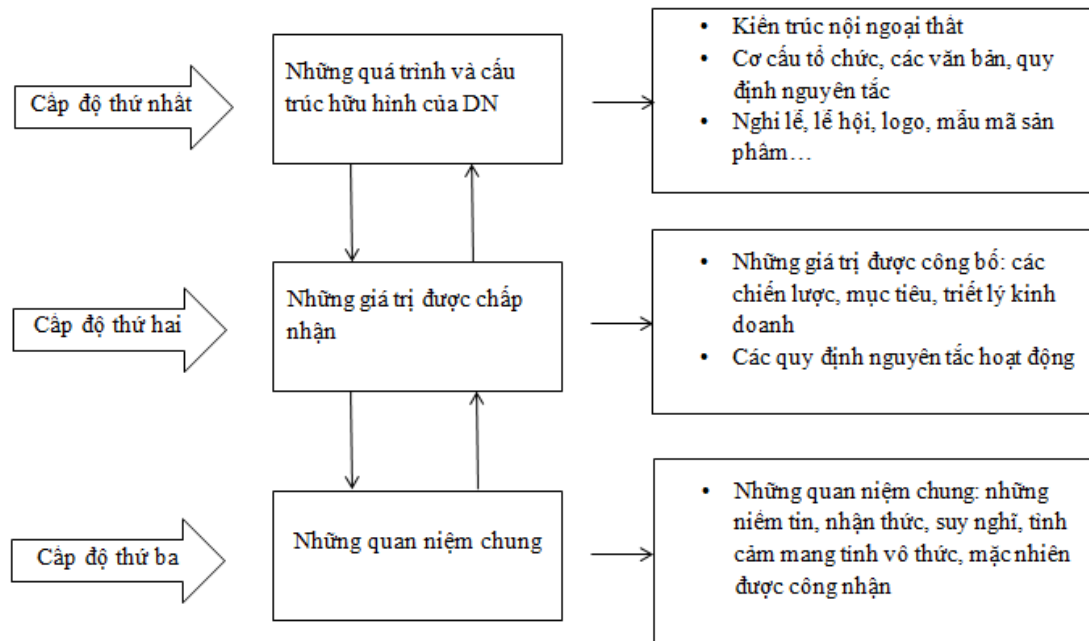 Cấp độ thứ nhất
Những quá trình và cấu
trúc hữu hình của DN
• Kiến trúc nội ngoại thất
• Cơ cấu tổ chức, các văn bản, quy
định nguyên tắc
• Nghi lể, lể hội, logo, mẫu mã sản
phâm…
Cấp độ thứ hai
Những giá trị được chấp
nhận
• Những giá trị được công bố: các
chiến lược, mục tiêu, triết lý kinh
doanh
• Các quy định nguyên tắc hoạt động
Cấp độ thứ ba
Những quan niệm chung
• Những quan niệm chung: những
niềm tin, nhận thức, suy nghĩ, tình
cảm mang tinh vô thức, mặc nhiên
được công nhận